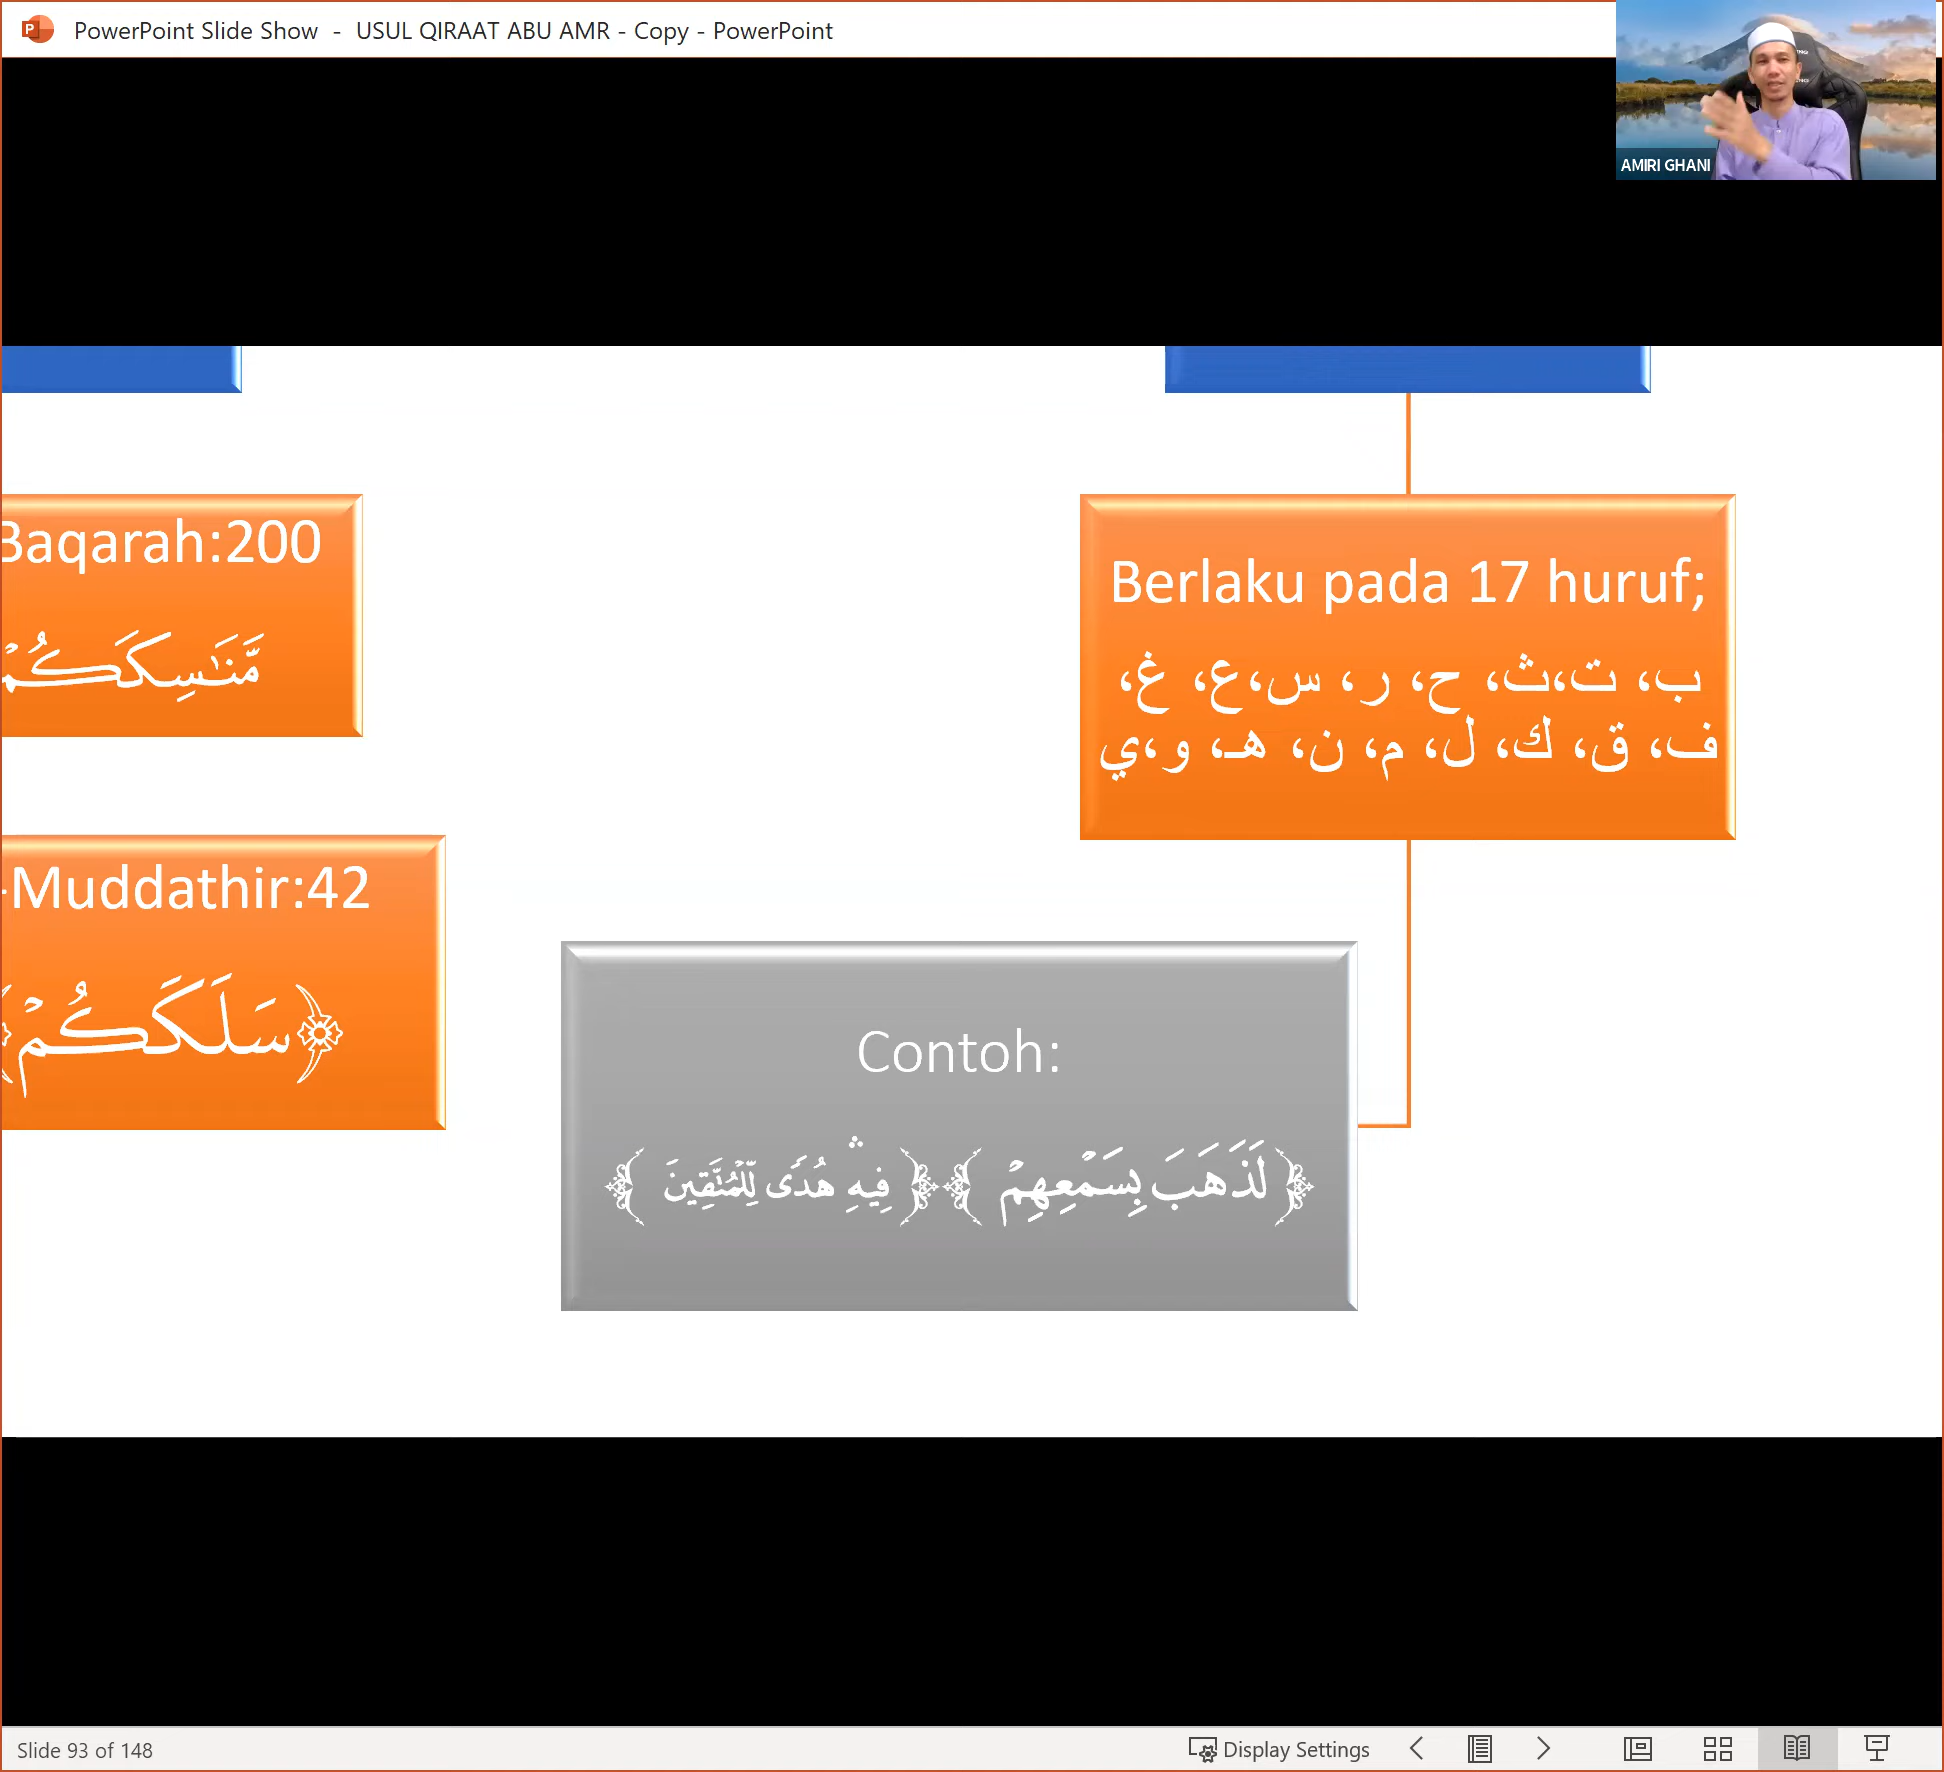 PowerPoint Slide Show - USUL QIRAAT ABU AMR - Copy - PowerPoint
AMIRI GHANI
Baqarah:200
مَّنَـٰسِكَكُمْ
-Muddathir:42
﴿سَلَكَكُمْ﴾
Berlaku pada 17 huruf;
ب، ت،ث، ح، ر، س،ع، غ،
ف، ق، ك، ل، م، ن، هـ، و،ي
Contoh:
﴿لَذَهَبَ بِسَمْعِهِمْ ﴾﴿فِيهِۛ هُدًى لِّلْمُتَّقِينَ ﴾
Slide 93 of 148
Display Settings